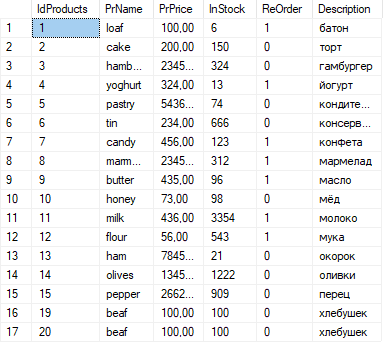 IdProducts PrName PrPrice InStock ReOrder Description
1 1 loaf 100,00 6 1 батон
2 2 cake 200,00 150 0 торт
3 3 hamb... 2345... 324 0 гамбургер
4 4 yoghurt 324,00 13 1 йогурт
5 5 pastry 5436... 74 0 кондите...
6 6 tin 234,00 666 0 консерв...
7 7 candy 456,00 123 1 конфета
8 8 marm... 2345... 312 1 мармелад
9 9 butter 435,00 96 1 масло
10 10 honey 73,00 98 0 мёд
11 11 milk 436,00 3354 1 молоко
12 12 flour 56,00 543 1 мука
13 13 ham 7845... 21 0 окорок
14 14 olives 1345... 1222 0 оливки
15 15 pepper 2662... 909 0 перец
16 19 beaf 100,00 100 0 хлебушек
17 20 beaf 100,00 100 0 хлебушек